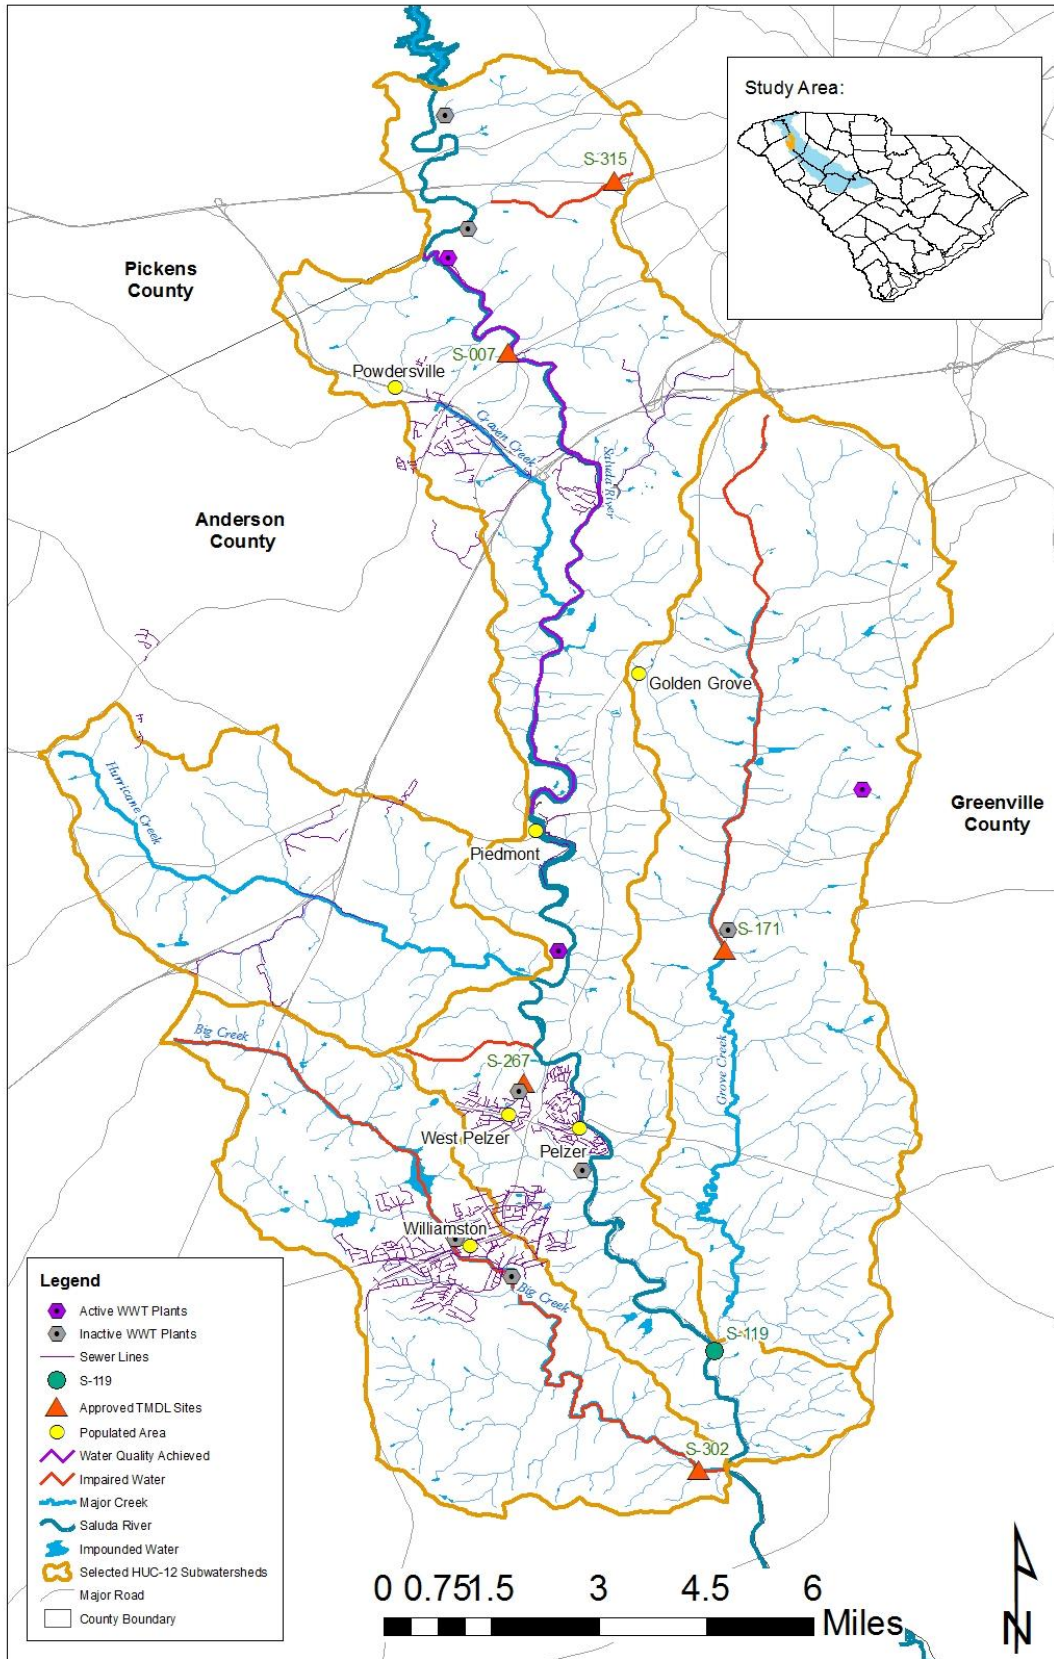 Study Area:
S-315
Pickens
County
S-007
Powdersville
Craven Creek
Saluda River
Anderson
County
Golden Grove
Hurricane Creek
Greenville
County
Piedmont
S-171
Big Creek
S-267
Grove Creek
West Pelzer
Pelzer
Williamston
Big Creek
S-119
S-302
Legend
Active WWT Plants
Inactive WWT Plants
Sewer Lines
S-119
Approved TMDL Sites
Populated Area
Water Quality Achieved
Impaired Water
Major Creek
Saluda River
Impounded Water
Selected HUC-12 Subwatersheds
Major Road
County Boundary
0 0.75 1.5 3 4.5 6
Miles
N